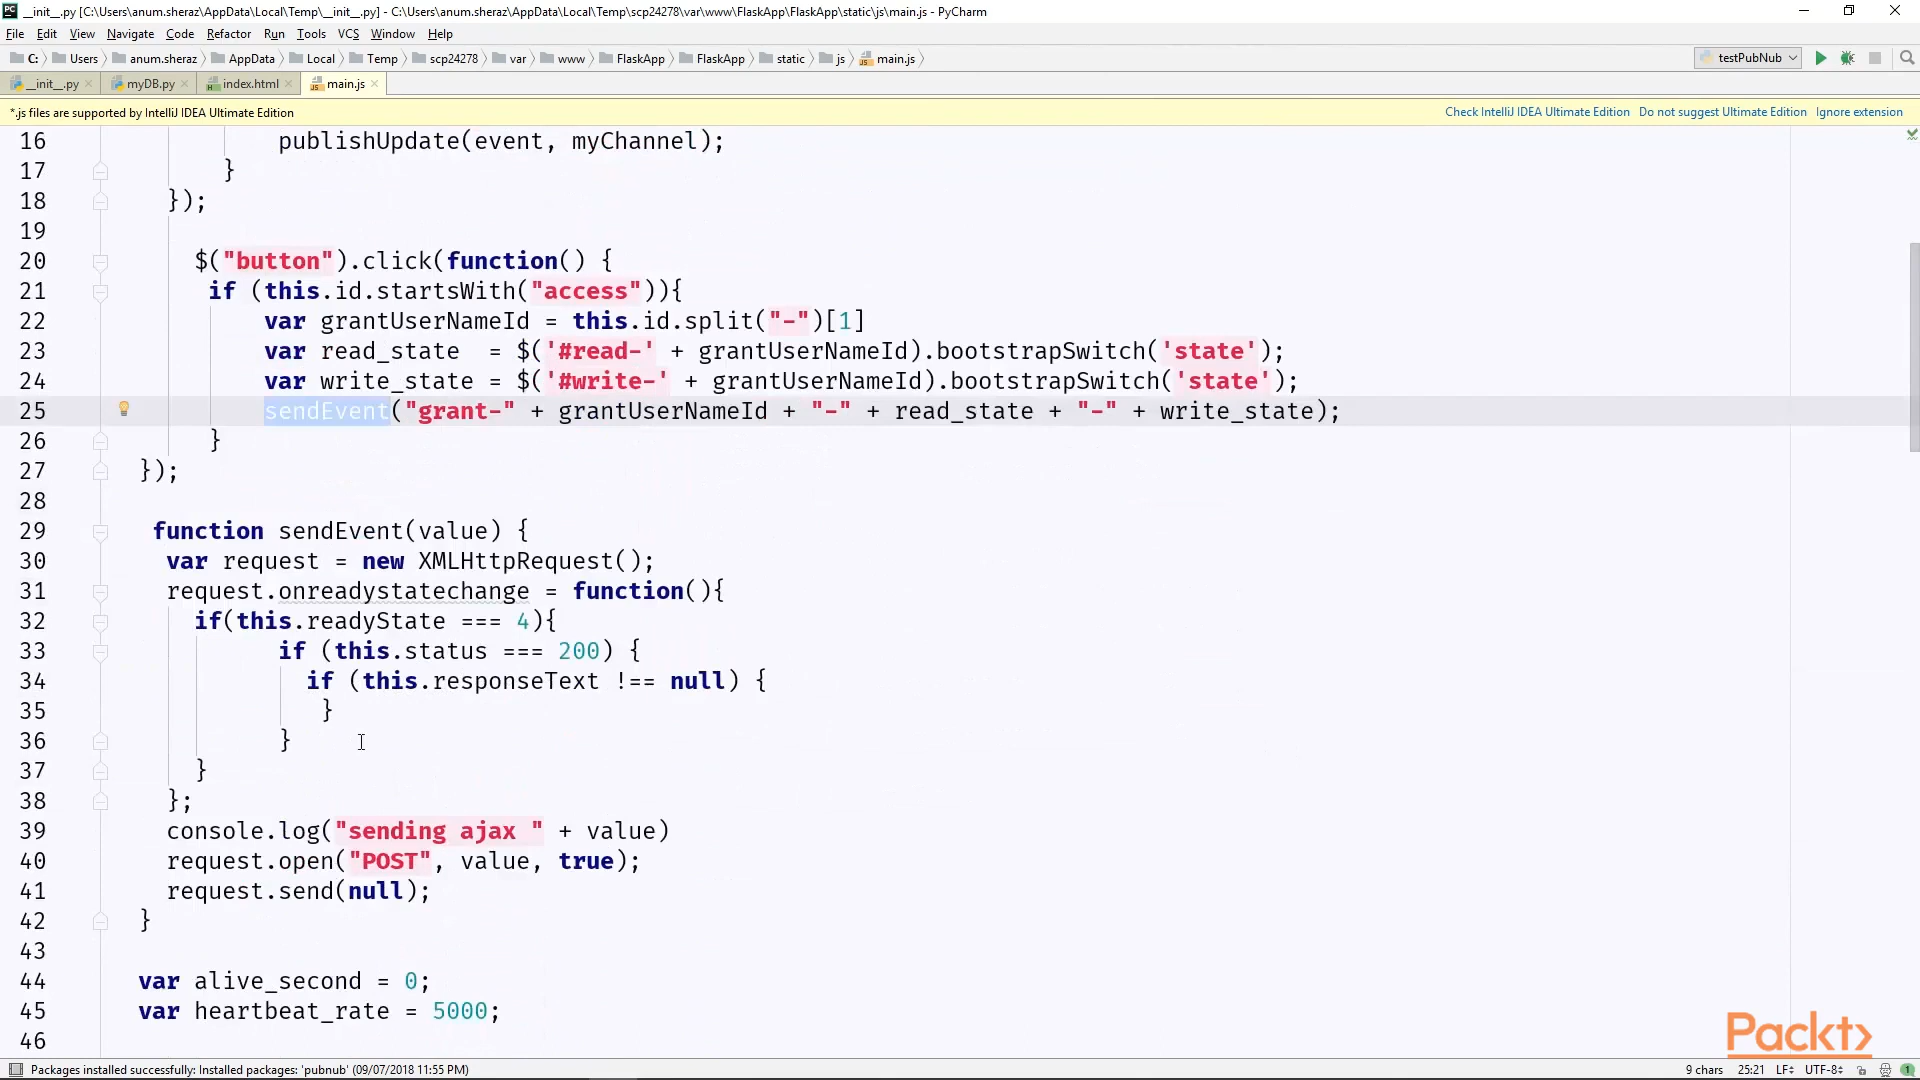 __init__.py [C:\Users\anum.sheraz\AppData\Local\Temp\__init__.py] - C:\Users\anum.sheraz\AppData\Local\Temp\scp24278\var\www\FlaskApp\FlaskApp\static\js\main.js - PyCharm
File Edit View Navigate Code Refactor Run Tools VCS Window Help
C: Users anum.sheraz AppData Local Temp scp24278 var www FlaskApp FlaskApp static js main.js testPubNub
__init__.py myDB.py index.html main.js
*.js files are supported by IntelliJ IDEA Ultimate Edition Check IntelliJ IDEA Ultimate Edition Do not suggest Ultimate Edition Ignore extension
16 publishUpdate(event, myChannel);
17 }
18 });
19
20 $("button").click(function() {
21 if (this.id.startsWith("access")){
22 var grantUserNameId = this.id.split("-")[1]
23 var read_state = $('#read-' + grantUserNameId).bootstrapSwitch('state');
24 var write_state = $('#write-' + grantUserNameId).bootstrapSwitch('state');
25 sendEvent("grant-" + grantUserNameId + "-" + read_state + "-" + write_state);
26 }
27 });
28
29 function sendEvent(value) {
30 var request = new XMLHttpRequest();
31 request.onreadystatechange = function(){
32 if(this.readyState === 4){
33 if (this.status === 200) {
34 if (this.responseText !== null) {
35 }
36 }
37 }
38 };
39 console.log("sending ajax " + value)
40 request.open("POST", value, true);
41 request.send(null);
42 }
43
44 var alive_second = 0;
45 var heartbeat_rate = 5000;
46
Packt>
Packages installed successfully: Installed packages: 'pubnub' (09/07/2018 11:55 PM) 9 chars 25:21 LF UTF-8 1